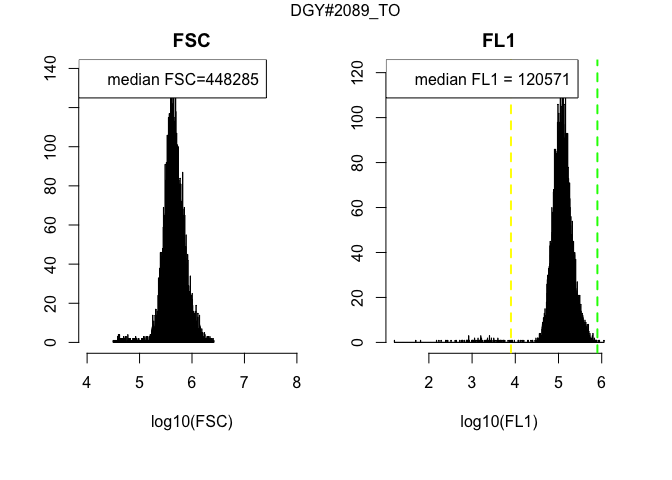 DGY#2089_TO
FSC FL1
median FSC=448285 median FL1 = 120571
0 20 40 60 80 100 140
0 20 40 60 80 100 120
4 5 6 7 8
2 3 4 5 6
log10(FSC) log10(FL1)